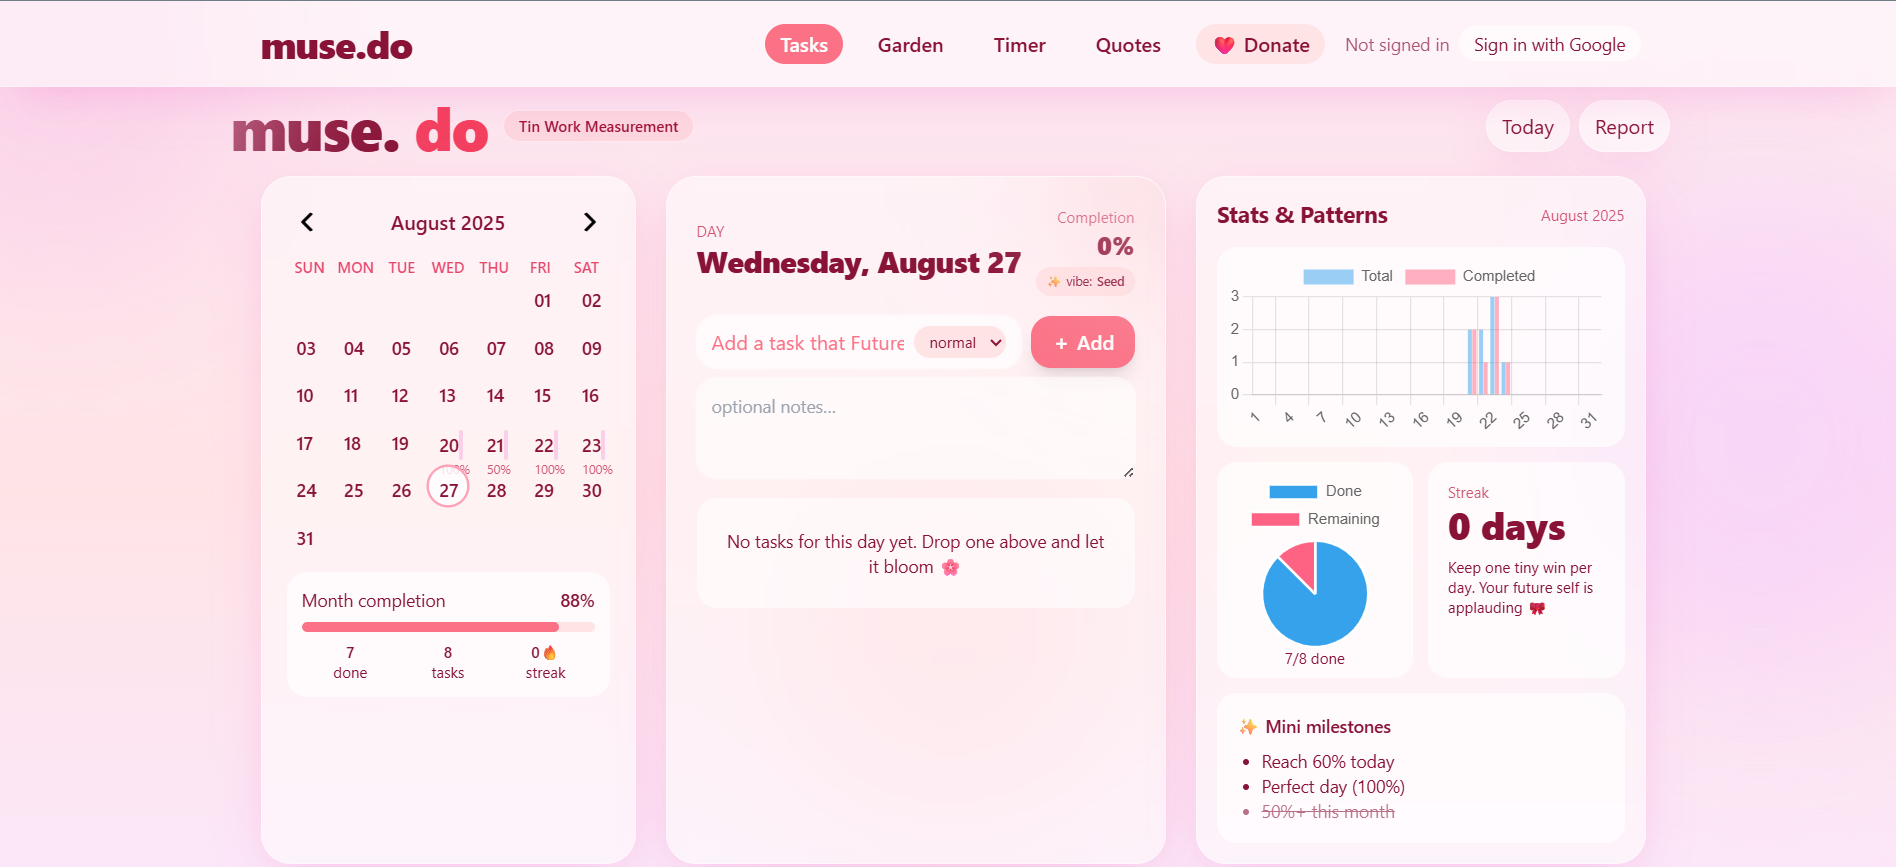 muse.do
Tasks
Garden
Timer
Quotes
Donate
Not signed in
Sign in with Google
muse. do
Tin Work Measurement
Today
Report
August 2025
SUN MON TUE WED THU FRI SAT
01 02
03 04 05 06 07 08 09
10 11 12 13 14 15 16
17 18 19 20 21 22 23
100% 50% 100% 100%
24 25 26 27 28 29 30
31
Month completion 88%
7 8 0 🔥
done tasks streak
DAY
Wednesday, August 27
Completion
0%
✨ vibe: Seed
Add a task that Future
normal
+ Add
optional notes...
No tasks for this day yet. Drop one above and let
it bloom 🌸
Stats & Patterns
August 2025
Total Completed
3
2
1
0
1 4 7 10 13 16 19 22 25 28 31
Done
Remaining
7/8 done
Streak
0 days
Keep one tiny win per
day. Your future self is
applauding 🎀
✨ Mini milestones
• Reach 60% today
• Perfect day (100%)
• 50%+ this month